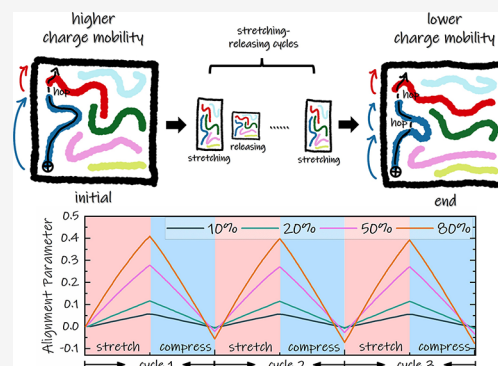 higher
charge mobility
stretching-
releasing cycles
lower
charge mobility
hop
hop
hop
stretching
releasing
stretching
initial
end
10% 20% 50% 80%
Alignment Parameter
0.5
0.4
0.3
0.2
0.1
0.0
-0.1
stretch compress stretch compress stretch compress
cycle 1 cycle 2 cycle 3